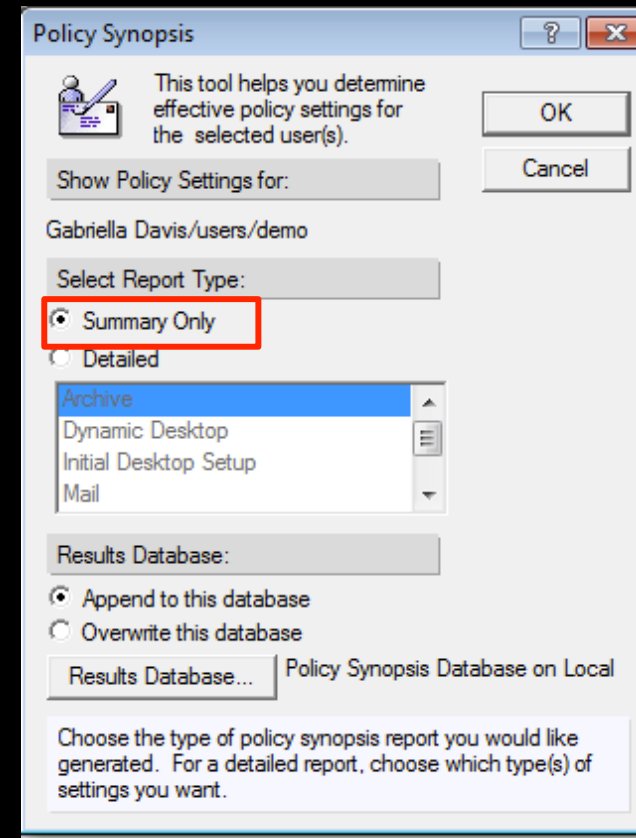 Policy Synopsis
This tool helps you determine
effective policy settings for
the selected user(s).
OK
Cancel
Show Policy Settings for:
Gabriella Davis/users/demo
Select Report Type:
Summary Only
Detailed
Archive
Dynamic Desktop
Initial Desktop Setup
Mail
Results Database:
Append to this database
Overwrite this database
Results Database... Policy Synopsis Database on Local
Choose the type of policy synopsis report you would like
generated. For a detailed report, choose which type(s) of
settings you want.